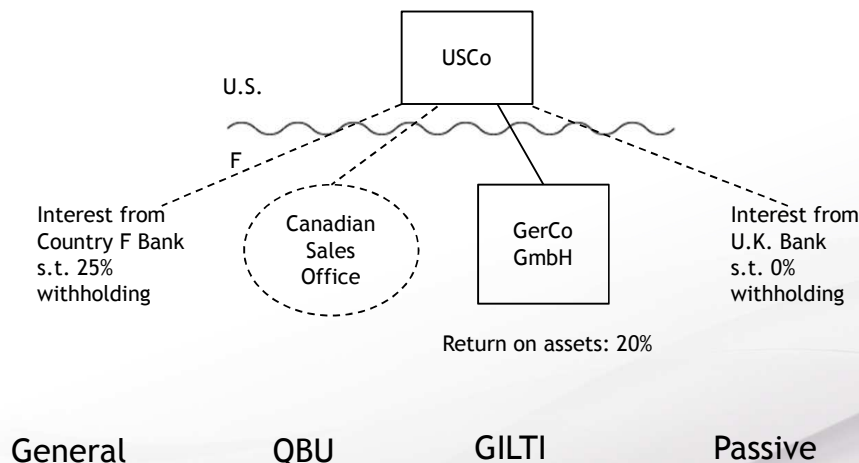 USCo
U.S.
F
Interest from
Country F Bank
s.t. 25%
withholding
Canadian
Sales
Office
GerCo
GmbH
Interest from
U.K. Bank
s.t. 0%
withholding
Return on assets: 20%
General
QBU
GILTI
Passive